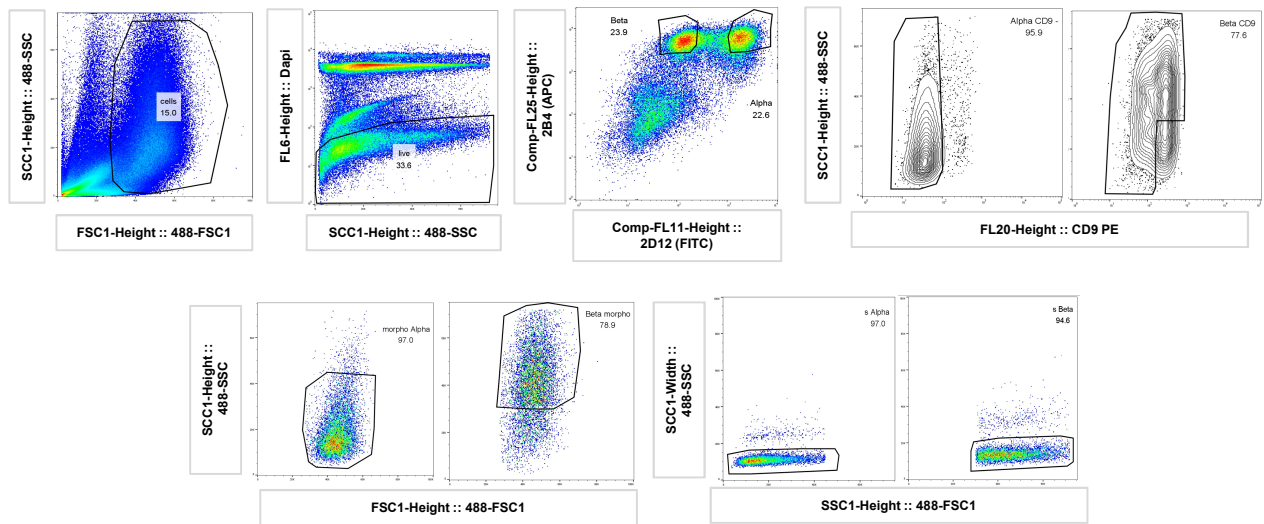 SCC1-Height :: 488-SSC
cells
15.0
FSC1-Height :: 488-FSC1
FL6-Height :: Dapi
live
33.6
SCC1-Height :: 488-SSC
Comp-FL25-Height ::
2B4 (APC)
Beta
23.9
Alpha
22.6
Comp-FL11-Height ::
2D12 (FITC)
SCC1-Height :: 488-SSC
Alpha CD9 -
95.9
Beta CD9
77.6
FL20-Height :: CD9 PE
SCC1-Height ::
488-SSC
morpho Alpha
97.0
Beta morpho
78.9
FSC1-Height :: 488-FSC1
SCC1-Width ::
488-SSC
s Alpha
97.0
s Beta
94.6
SSC1-Height :: 488-FSC1